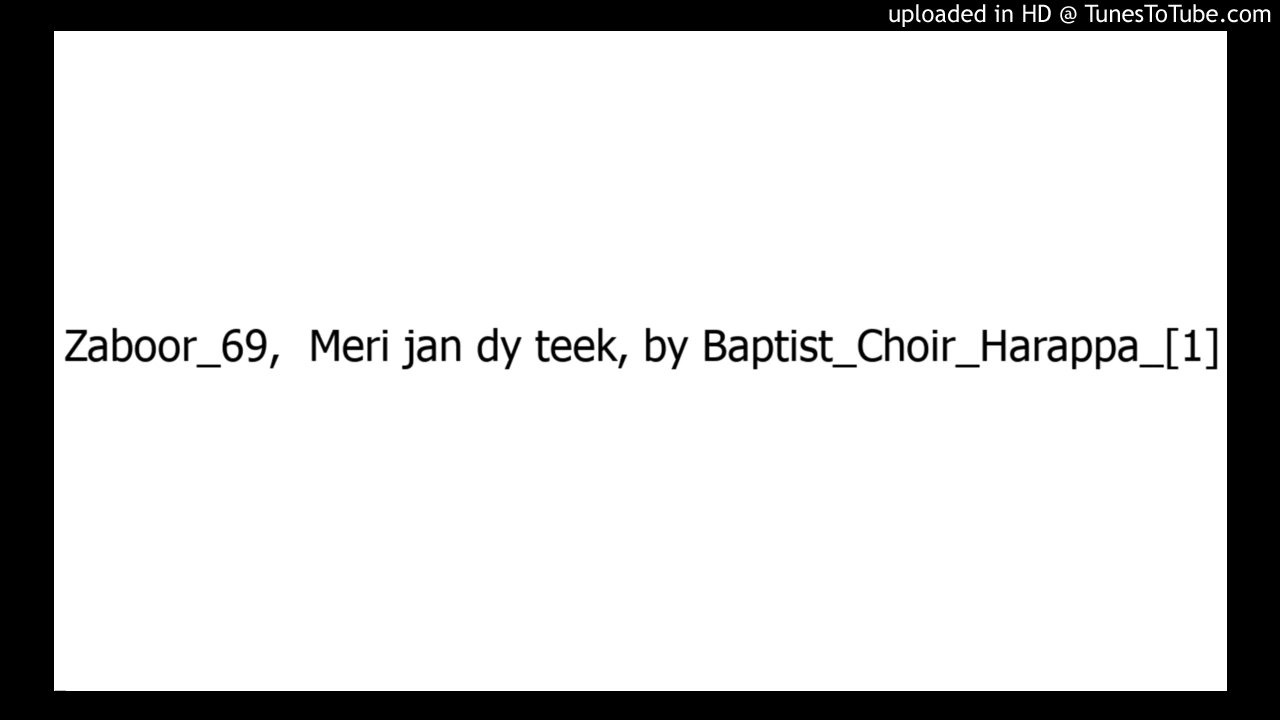 uploaded in HD @ TunesToTube.com
Zaboor_69,  Meri jan dy teek, by Baptist_Choir_Harappa_[1]